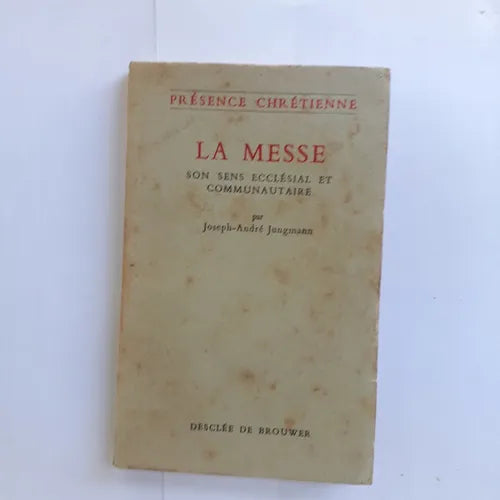 PRÉSENCE CHRÉTIENNE
LA MESSE
SON SENS ECCLÉSIAL ET
COMMUNAUTAIRE
par
Joseph-André Jungmann
DESCLÉE DE BROUWER